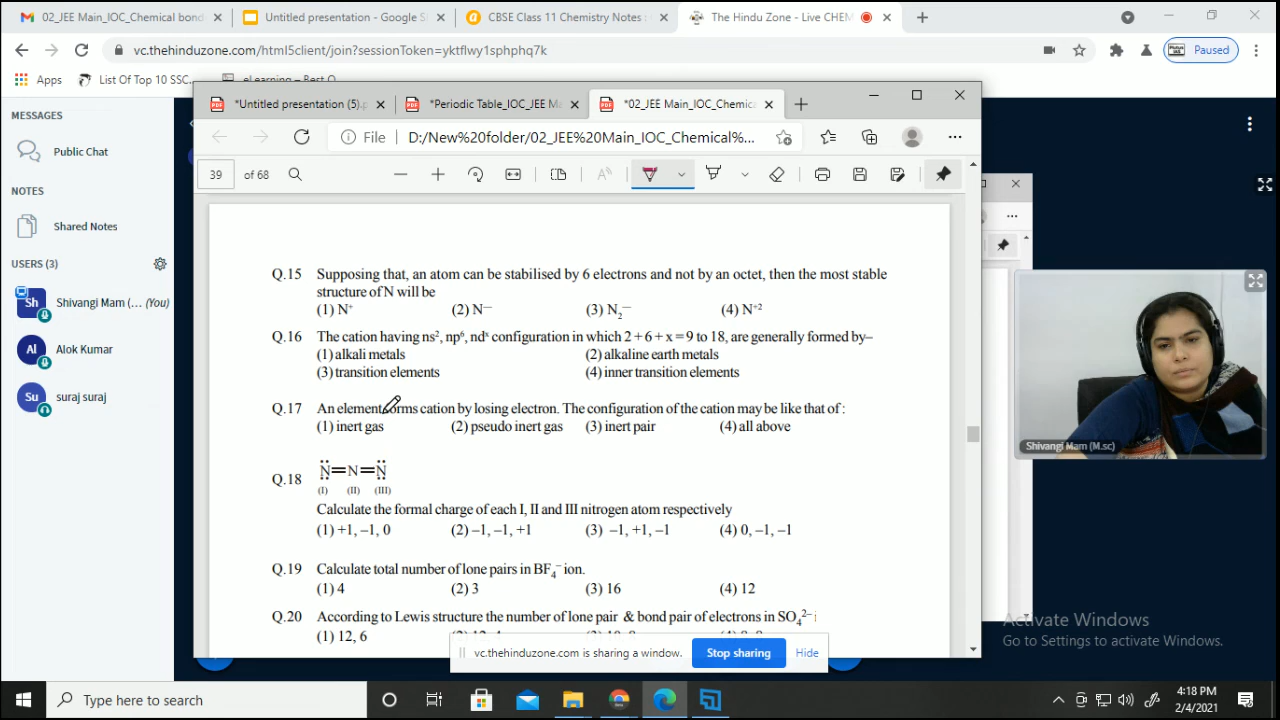 02_JEE Main_IOC_Chemical bond
Untitled presentation - Google S
CBSE Class 11 Chemistry Notes :
The Hindu Zone - Live CHEM
vc.thehinduzone.com/html5client/join?sessionToken=yktflwy1sphphq7k
Paused
Apps
List Of Top 10 SSC...
eLearning – Best O
MESSAGES
Public Chat
NOTES
Shared Notes
USERS (3)
Sh
Shivangi Mam (... (You)
Al
Alok Kumar
Su
suraj suraj
*Untitled presentation (5).p
*Periodic Table_IOC_JEE Ma
*02_JEE Main_IOC_Chemica
File
D:/New%20folder/02_JEE%20Main_IOC_Chemical%...
39 of 68
Q.15 Supposing that, an atom can be stabilised by 6 electrons and not by an octet, then the most stable
structure of N will be
(1) N⁺ (2) N⁻ (3) N₂⁻ (4) N⁺²
Q.16 The cation having ns², np⁶, ndˣ configuration in which 2 + 6 + x = 9 to 18, are generally formed by–
(1) alkali metals (2) alkaline earth metals
(3) transition elements (4) inner transition elements
Q.17 An element forms cation by losing electron. The configuration of the cation may be like that of :
(1) inert gas (2) pseudo inert gas (3) inert pair (4) all above
Q.18 N=N=N
(I) (II) (III)
Calculate the formal charge of each I, II and III nitrogen atom respectively
(1) +1, –1, 0 (2) –1, –1, +1 (3) –1, +1, –1 (4) 0, –1, –1
Q.19 Calculate total number of lone pairs in BF₄⁻ ion.
(1) 4 (2) 3 (3) 16 (4) 12
Q.20 According to Lewis structure the number of lone pair & bond pair of electrons in SO₄²⁻
(1) 12, 6
vc.thehinduzone.com is sharing a window.
Stop sharing
Hide
Shivangi Mam (M.sc)
Activate Windows
Go to Settings to activate Windows.
Type here to search
4:18 PM
2/4/2021